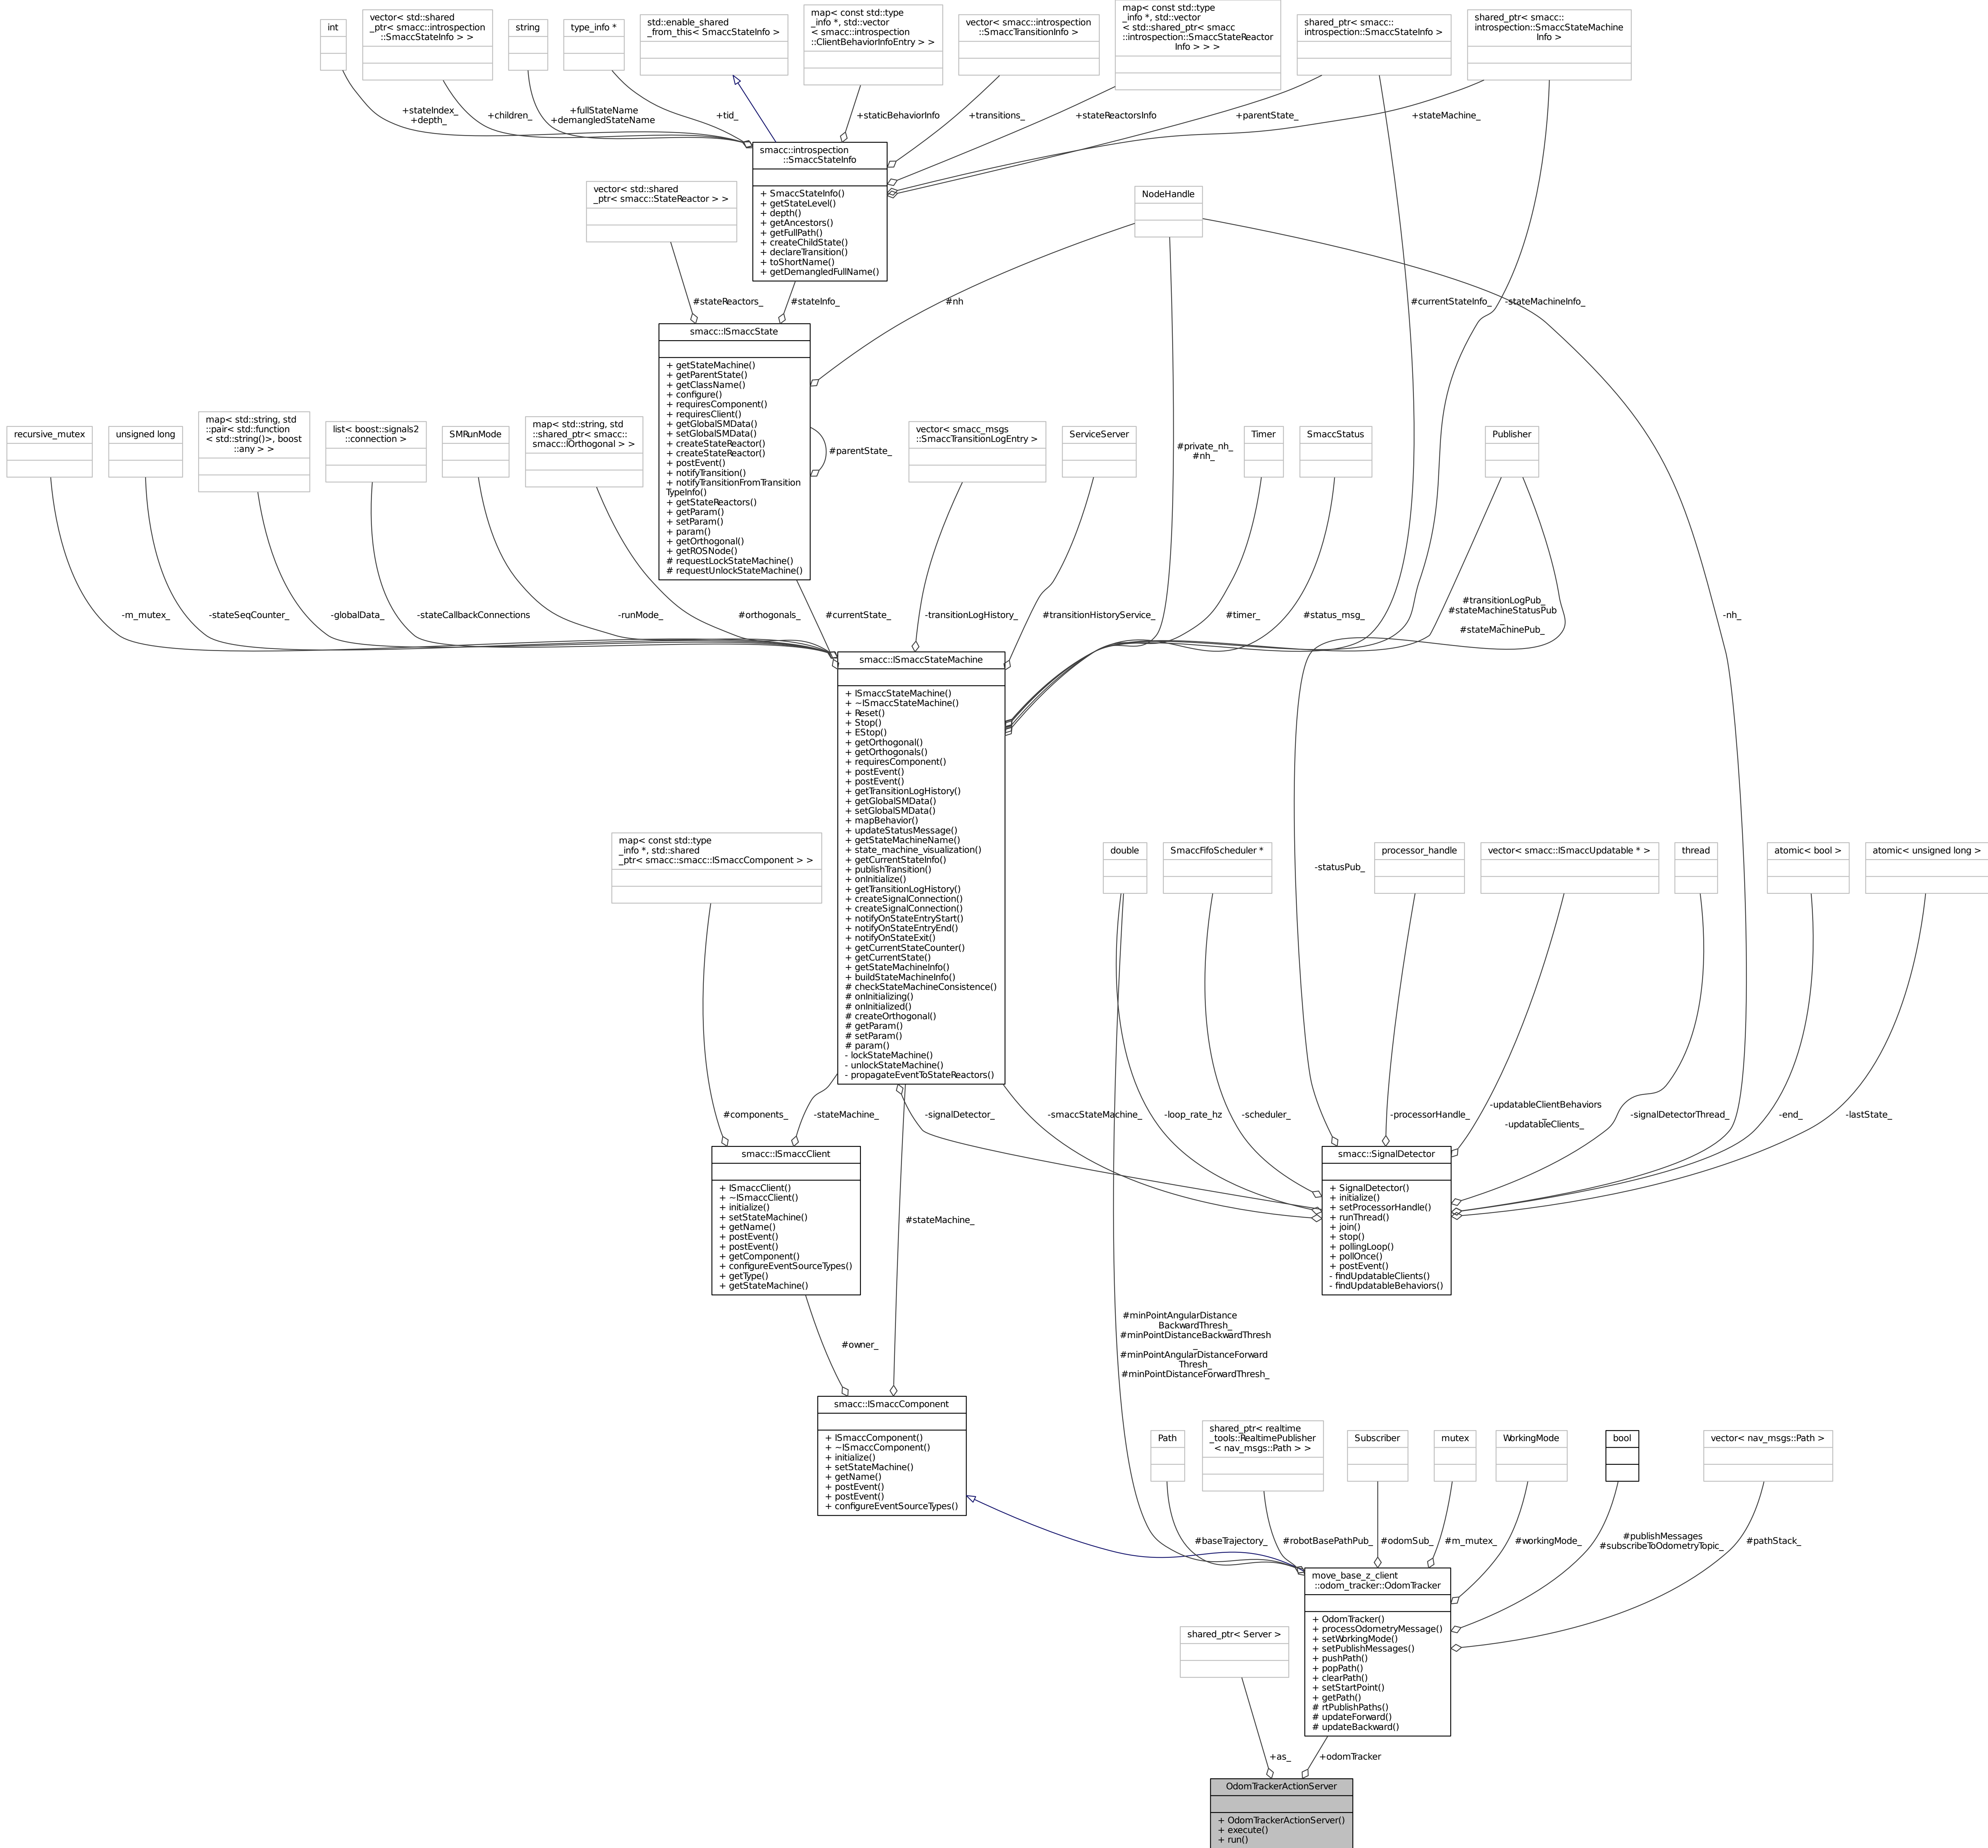 int
vector< std::shared
_ptr< smacc::introspection
::SmaccStateInfo > >
string
type_info *
std::enable_shared
_from_this< SmaccStateInfo >
map< const std::type
_info *, std::vector
< smacc::introspection
::ClientBehaviorInfoEntry > >
vector< smacc::introspection
::SmaccTransitionInfo >
map< const std::type
_info *, std::vector
< std::shared_ptr< smacc
::introspection::SmaccStateReactor
Info > > >
shared_ptr< smacc::
introspection::SmaccStateInfo >
shared_ptr< smacc::
introspection::SmaccStateMachine
Info >
+stateIndex_
+depth_
+children_
+fullStateName
+demangledStateName
+tid_
+staticBehaviorInfo
+transitions_
+stateReactorsInfo
+parentState_
+stateMachine_
smacc::introspection
::SmaccStateInfo
+ SmaccStateInfo()
+ getStateLevel()
+ depth()
+ getAncestors()
+ getFullPath()
+ createChildState()
+ declareTransition()
+ toShortName()
+ getDemangledFullName()
vector< std::shared
_ptr< smacc::StateReactor > >
NodeHandle
#stateReactors_
#stateInfo_
#nh
#currentStateInfo_
-stateMachineInfo_
smacc::ISmaccState
+ getStateMachine()
+ getParentState()
+ getClassName()
+ configure()
+ requiresComponent()
+ requiresClient()
+ getGlobalSMData()
+ setGlobalSMData()
+ createStateReactor()
+ createStateReactor()
+ postEvent()
+ notifyTransition()
+ notifyTransitionFromTransition
TypeInfo()
+ getStateReactors()
+ getParam()
+ setParam()
+ param()
+ getOrthogonal()
+ getROSNode()
# requestLockStateMachine()
# requestUnlockStateMachine()
#parentState_
recursive_mutex
unsigned long
map< std::string, std
::pair< std::function
< std::string()>, boost
::any > >
list< boost::signals2
::connection >
SMRunMode
map< std::string, std
::shared_ptr< smacc::
smacc::IOrthogonal > >
vector< smacc_msgs
::SmaccTransitionLogEntry >
ServiceServer
#private_nh_
#nh_
Timer
SmaccStatus
Publisher
-m_mutex_
-stateSeqCounter_
-globalData_
-stateCallbackConnections
-runMode_
#orthogonals_
#currentState_
-transitionLogHistory_
#transitionHistoryService_
#timer_
#status_msg_
#transitionLogPub_
#stateMachineStatusPub
_
#stateMachinePub_
-nh_
smacc::ISmaccStateMachine
+ ISmaccStateMachine()
+ ~ISmaccStateMachine()
+ Reset()
+ Stop()
+ EStop()
+ getOrthogonal()
+ getOrthogonals()
+ requiresComponent()
+ postEvent()
+ postEvent()
+ getTransitionLogHistory()
+ getGlobalSMData()
+ setGlobalSMData()
+ mapBehavior()
+ updateStatusMessage()
+ getStateMachineName()
+ state_machine_visualization()
+ getCurrentStateInfo()
+ publishTransition()
+ onInitialize()
+ getTransitionLogHistory()
+ createSignalConnection()
+ createSignalConnection()
+ notifyOnStateEntryStart()
+ notifyOnStateEntryEnd()
+ notifyOnStateExit()
+ getCurrentStateCounter()
+ getCurrentState()
+ getStateMachineInfo()
+ buildStateMachineInfo()
# checkStateMachineConsistence()
# onInitializing()
# onInitialized()
# createOrthogonal()
# getParam()
# setParam()
# param()
- lockStateMachine()
- unlockStateMachine()
- propagateEventToStateReactors()
map< const std::type
_info *, std::shared
_ptr< smacc::smacc::ISmaccComponent > >
double
SmaccFifoScheduler *
-statusPub_
processor_handle
vector< smacc::ISmaccUpdatable * >
thread
atomic< bool >
atomic< unsigned long >
#components_
-stateMachine_
-signalDetector_
-smaccStateMachine_
-loop_rate_hz
-scheduler_
-processorHandle_
-updatableClientBehaviors
_
-updatableClients_
-signalDetectorThread_
-end_
-lastState_
smacc::ISmaccClient
+ ISmaccClient()
+ ~ISmaccClient()
+ initialize()
+ setStateMachine()
+ getName()
+ postEvent()
+ postEvent()
+ getComponent()
+ configureEventSourceTypes()
+ getType()
+ getStateMachine()
#stateMachine_
smacc::SignalDetector
+ SignalDetector()
+ initialize()
+ setProcessorHandle()
+ runThread()
+ join()
+ stop()
+ pollingLoop()
+ pollOnce()
+ postEvent()
- findUpdatableClients()
- findUpdatableBehaviors()
#owner_
#minPointAngularDistance
BackwardThresh_
#minPointDistanceBackwardThresh
_
#minPointAngularDistanceForward
Thresh_
#minPointDistanceForwardThresh_
smacc::ISmaccComponent
+ ISmaccComponent()
+ ~ISmaccComponent()
+ initialize()
+ setStateMachine()
+ getName()
+ postEvent()
+ postEvent()
+ configureEventSourceTypes()
Path
shared_ptr< realtime
_tools::RealtimePublisher
< nav_msgs::Path > >
Subscriber
mutex
WorkingMode
bool
vector< nav_msgs::Path >
#baseTrajectory_
#robotBasePathPub_
#odomSub_
#m_mutex_
#workingMode_
#publishMessages
#subscribeToOdometryTopic_
#pathStack_
move_base_z_client
::odom_tracker::OdomTracker
+ OdomTracker()
+ processOdometryMessage()
+ setWorkingMode()
+ setPublishMessages()
+ pushPath()
+ popPath()
+ clearPath()
+ setStartPoint()
+ getPath()
# rtPublishPaths()
# updateForward()
# updateBackward()
shared_ptr< Server >
+as_
+odomTracker
OdomTrackerActionServer
+ OdomTrackerActionServer()
+ execute()
+ run()